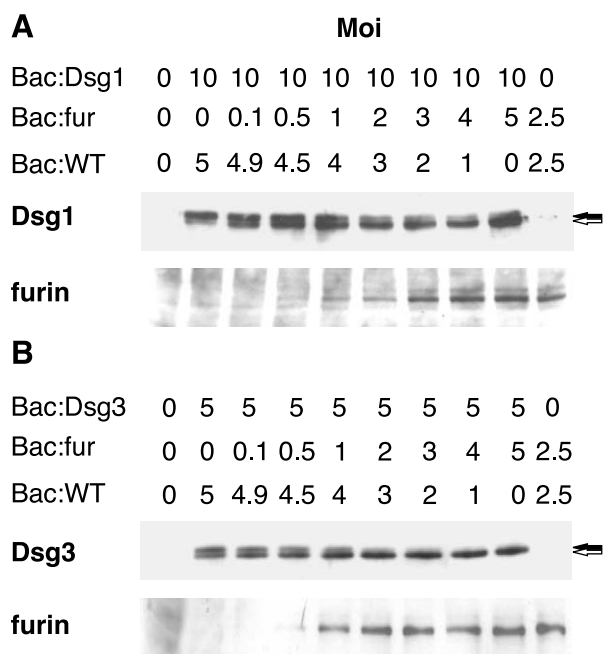 A
Moi
Bac:Dsg1 0 10 10 10 10 10 10 10 10 0
Bac:fur 0 0 0.1 0.5 1 2 3 4 5 2.5
Bac:WT 0 5 4.9 4.5 4 3 2 1 0 2.5
Dsg1
furin
B
Bac:Dsg3 0 5 5 5 5 5 5 5 5 0
Bac:fur 0 0 0.1 0.5 1 2 3 4 5 2.5
Bac:WT 0 5 4.9 4.5 4 3 2 1 0 2.5
Dsg3
furin